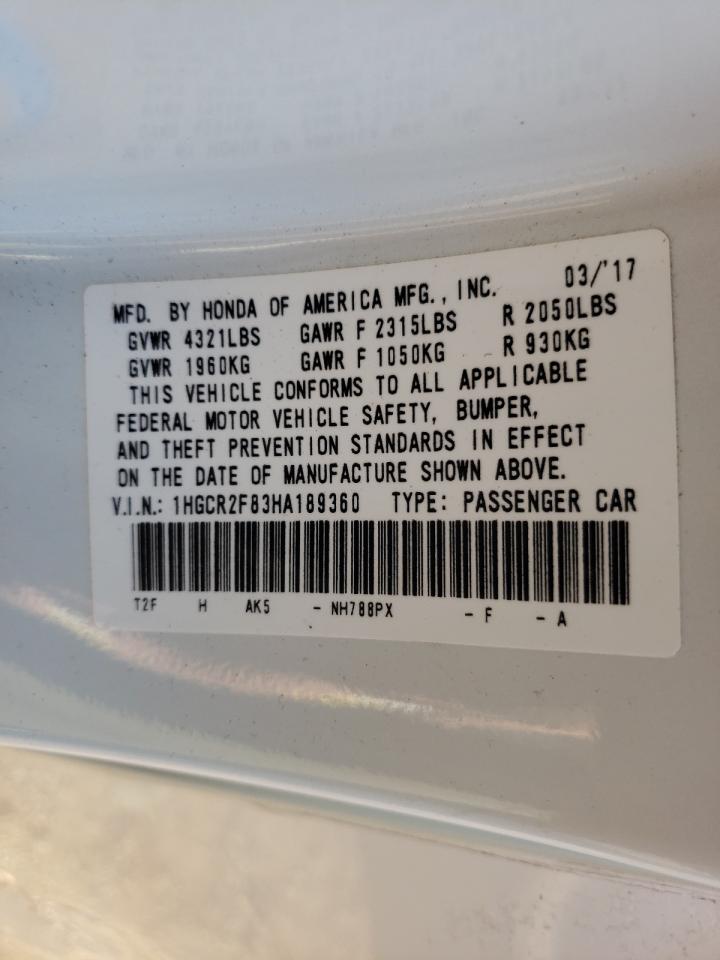 MFD. BY HONDA OF AMERICA MFG., INC. 03/'17
GVWR 4321LBS GAWR F 2315LBS R 2050LBS
GVWR 1960KG GAWR F 1050KG R 930KG
THIS VEHICLE CONFORMS TO ALL APPLICABLE
FEDERAL MOTOR VEHICLE SAFETY, BUMPER,
AND THEFT PREVENTION STANDARDS IN EFFECT
ON THE DATE OF MANUFACTURE SHOWN ABOVE.
V.I.N.: 1HGCR2F83HA189360 TYPE: PASSENGER CAR
T2F H AK5 - NH788PX - F - A